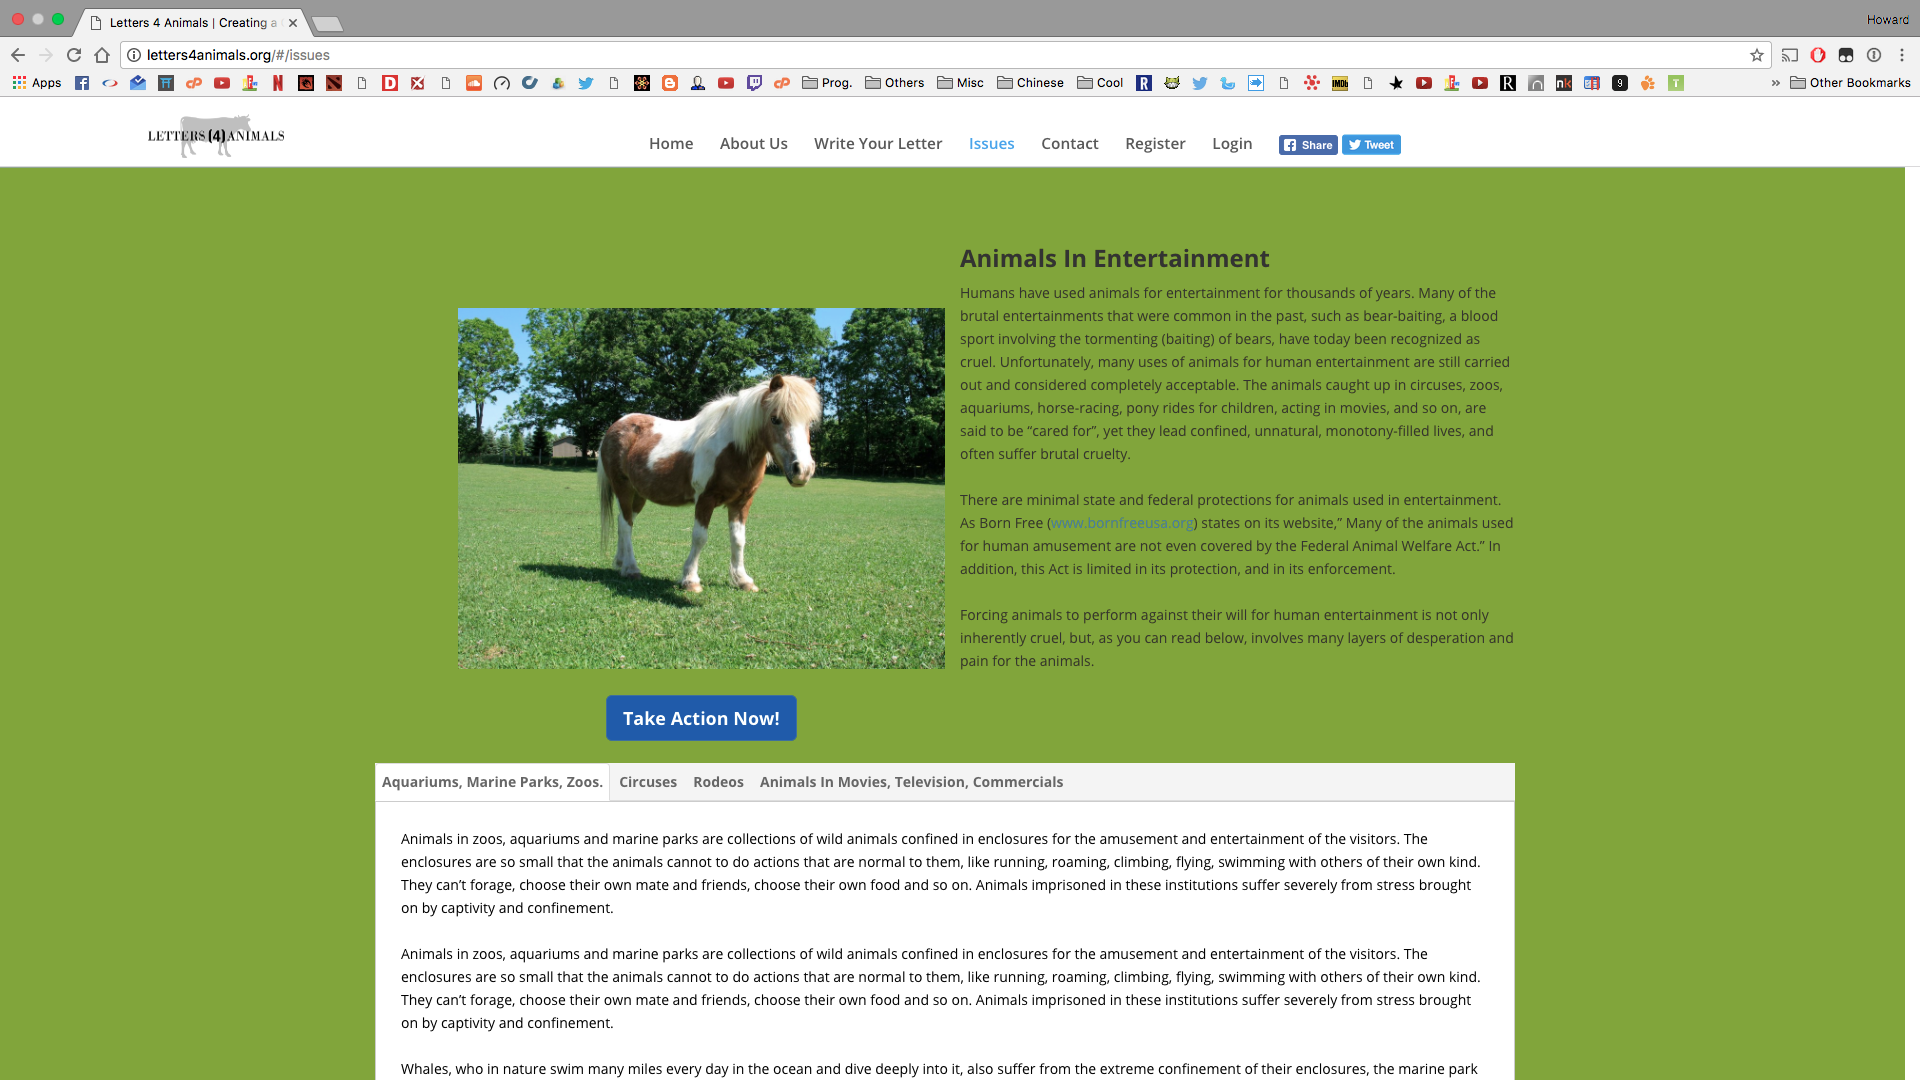 Letters 4 Animals | Creating a
Howard
letters4animals.org/#/issues
Apps
Prog.
Others
Misc
Chinese
Cool
Other Bookmarks
LETTERS (4) ANIMALS
Home
About Us
Write Your Letter
Issues
Contact
Register
Login
Share
Tweet
Animals In Entertainment
Humans have used animals for entertainment for thousands of years. Many of the
brutal entertainments that were common in the past, such as bear-baiting, a blood
sport involving the tormenting (baiting) of bears, have today been recognized as
cruel. Unfortunately, many uses of animals for human entertainment are still carried
out and considered completely acceptable. The animals caught up in circuses, zoos,
aquariums, horse-racing, pony rides for children, acting in movies, and so on, are
said to be “cared for”, yet they lead confined, unnatural, monotony-filled lives, and
often suffer brutal cruelty.
There are minimal state and federal protections for animals used in entertainment.
As Born Free (www.bornfreeusa.org) states on its website,” Many of the animals used
for human amusement are not even covered by the Federal Animal Welfare Act.” In
addition, this Act is limited in its protection, and in its enforcement.
Forcing animals to perform against their will for human entertainment is not only
inherently cruel, but, as you can read below, involves many layers of desperation and
pain for the animals.
Take Action Now!
Aquariums, Marine Parks, Zoos.
Circuses
Rodeos
Animals In Movies, Television, Commercials
Animals in zoos, aquariums and marine parks are collections of wild animals confined in enclosures for the amusement and entertainment of the visitors. The
enclosures are so small that the animals cannot to do actions that are normal to them, like running, roaming, climbing, flying, swimming with others of their own kind.
They can’t forage, choose their own mate and friends, choose their own food and so on. Animals imprisoned in these institutions suffer severely from stress brought
on by captivity and confinement.
Animals in zoos, aquariums and marine parks are collections of wild animals confined in enclosures for the amusement and entertainment of the visitors. The
enclosures are so small that the animals cannot to do actions that are normal to them, like running, roaming, climbing, flying, swimming with others of their own kind.
They can’t forage, choose their own mate and friends, choose their own food and so on. Animals imprisoned in these institutions suffer severely from stress brought
on by captivity and confinement.
Whales, who in nature swim many miles every day in the ocean and dive deeply into it, also suffer from the extreme confinement of their enclosures, the marine park